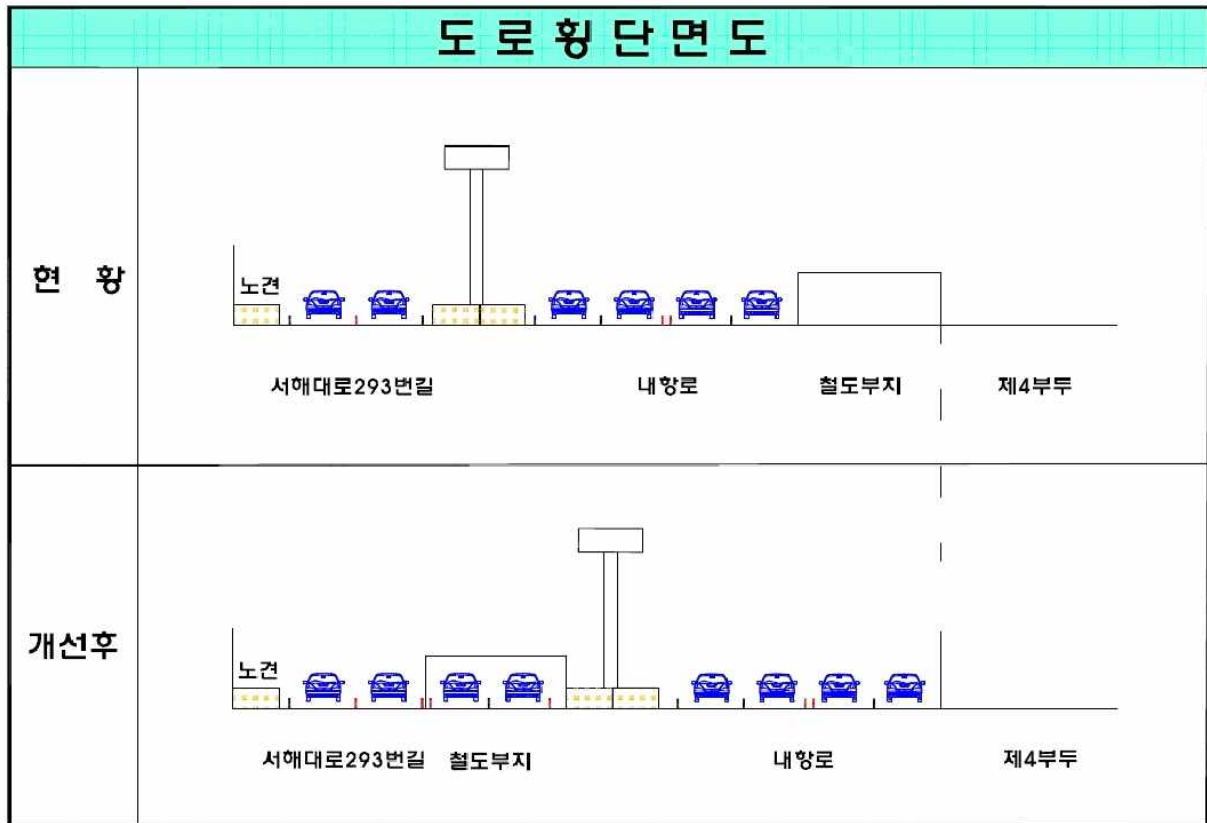 도로횡단면도
현 황
노견
서해대로293번길 내항로 철도부지 제4부두
개선후
노견
서해대로293번길 철도부지 내항로 제4부두